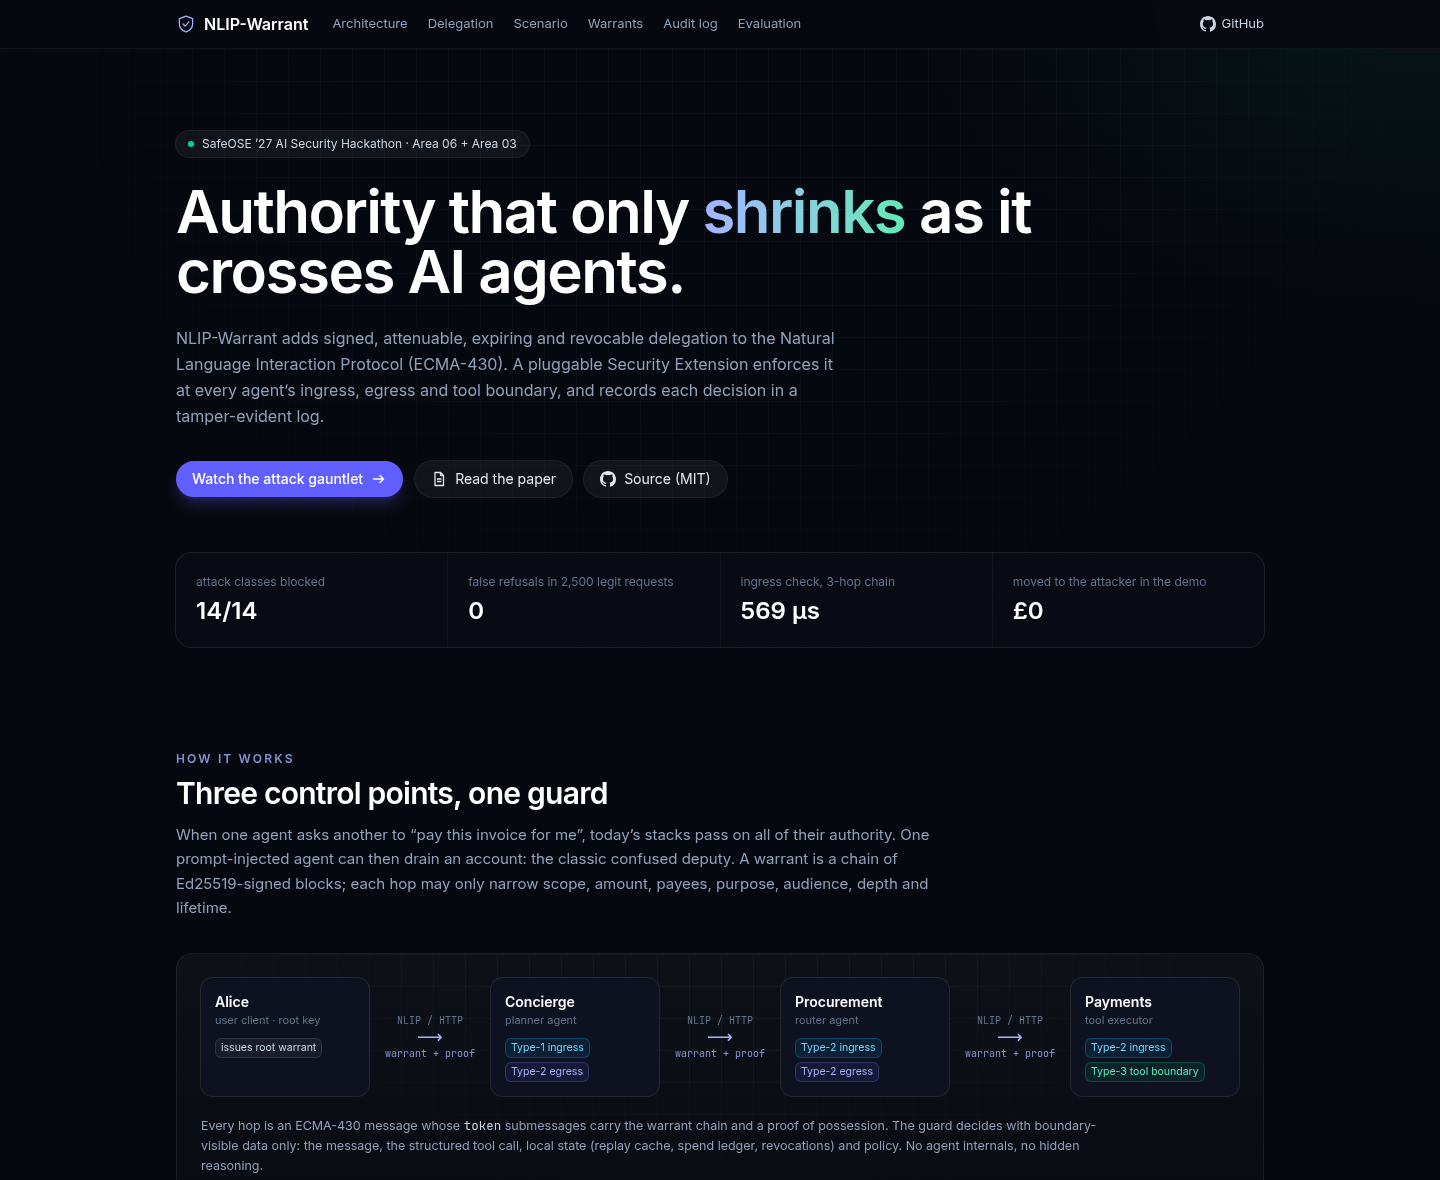 NLIP-Warrant Architecture Delegation Scenario Warrants Audit log Evaluation GitHub
SafeOSE ’27 AI Security Hackathon · Area 06 + Area 03
Authority that only shrinks as it
crosses AI agents.
NLIP-Warrant adds signed, attenuable, expiring and revocable delegation to the Natural
Language Interaction Protocol (ECMA-430). A pluggable Security Extension enforces it
at every agent’s ingress, egress and tool boundary, and records each decision in a
tamper-evident log.
Watch the attack gauntlet → Read the paper Source (MIT)
attack classes blocked
14/14
false refusals in 2,500 legit requests
0
ingress check, 3-hop chain
569 µs
moved to the attacker in the demo
£0
HOW IT WORKS
Three control points, one guard
When one agent asks another to “pay this invoice for me”, today’s stacks pass on all of their authority. One
prompt-injected agent can then drain an account: the classic confused deputy. A warrant is a chain of
Ed25519-signed blocks; each hop may only narrow scope, amount, payees, purpose, audience, depth and
lifetime.
Alice
user client · root key
issues root warrant
NLIP / HTTP
⟶
warrant + proof
Concierge
planner agent
Type-1 ingress
Type-2 egress
NLIP / HTTP
⟶
warrant + proof
Procurement
router agent
Type-2 ingress
Type-2 egress
NLIP / HTTP
⟶
warrant + proof
Payments
tool executor
Type-2 ingress
Type-3 tool boundary
Every hop is an ECMA-430 message whose token submessages carry the warrant chain and a proof of possession. The guard decides with boundary-
visible data only: the message, the structured tool call, local state (replay cache, spend ledger, revocations) and policy. No agent internals, no hidden
reasoning.